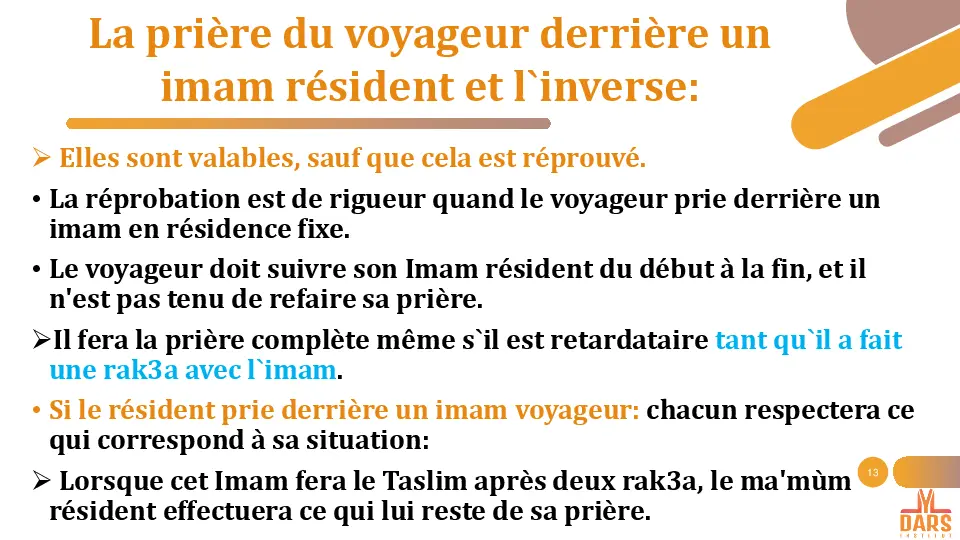 La prière du voyageur derrière un
imam résident et l`inverse:
➢ Elles sont valables, sauf que cela est réprouvé.
• La réprobation est de rigueur quand le voyageur prie derrière un
imam en résidence fixe.
• Le voyageur doit suivre son Imam résident du début à la fin, et il
n'est pas tenu de refaire sa prière.
➢Il fera la prière complète même s`il est retardataire tant qu`il a fait
une rak3a avec l`imam.
• Si le résident prie derrière un imam voyageur: chacun respectera ce
qui correspond à sa situation:
➢ Lorsque cet Imam fera le Taslim après deux rak3a, le ma'mùm
résident effectuera ce qui lui reste de sa prière.
13
DARS
INSTITUT